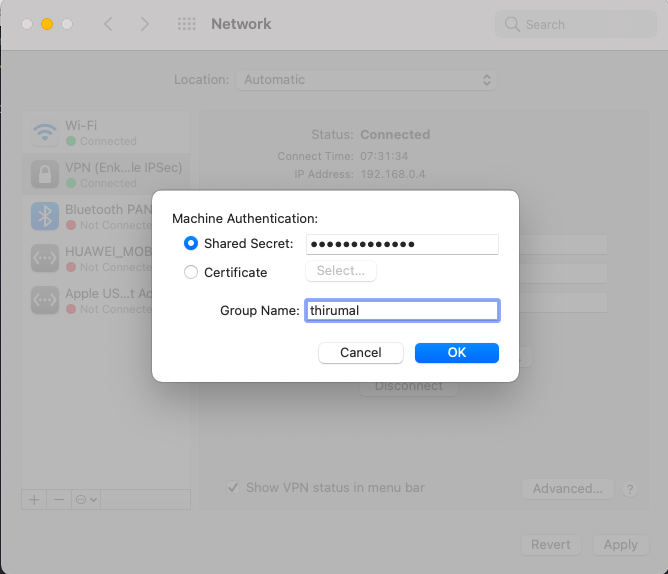 Network
Search
Location: Automatic
Wi-Fi
Connected
VPN (Enk...le IPSec)
Connected
Bluetooth PAN
Not Connected
HUAWEI_MOB
Not Connected
Apple US...t Ad
Not Connected
Status: Connected
Connect Time: 07:31:34
IP Address: 192.168.0.4
Machine Authentication:
Shared Secret: •••••••••••••
Certificate Select...
Group Name: thirumal
Cancel OK
Disconnect
Show VPN status in menu bar
Advanced... ?
Revert Apply